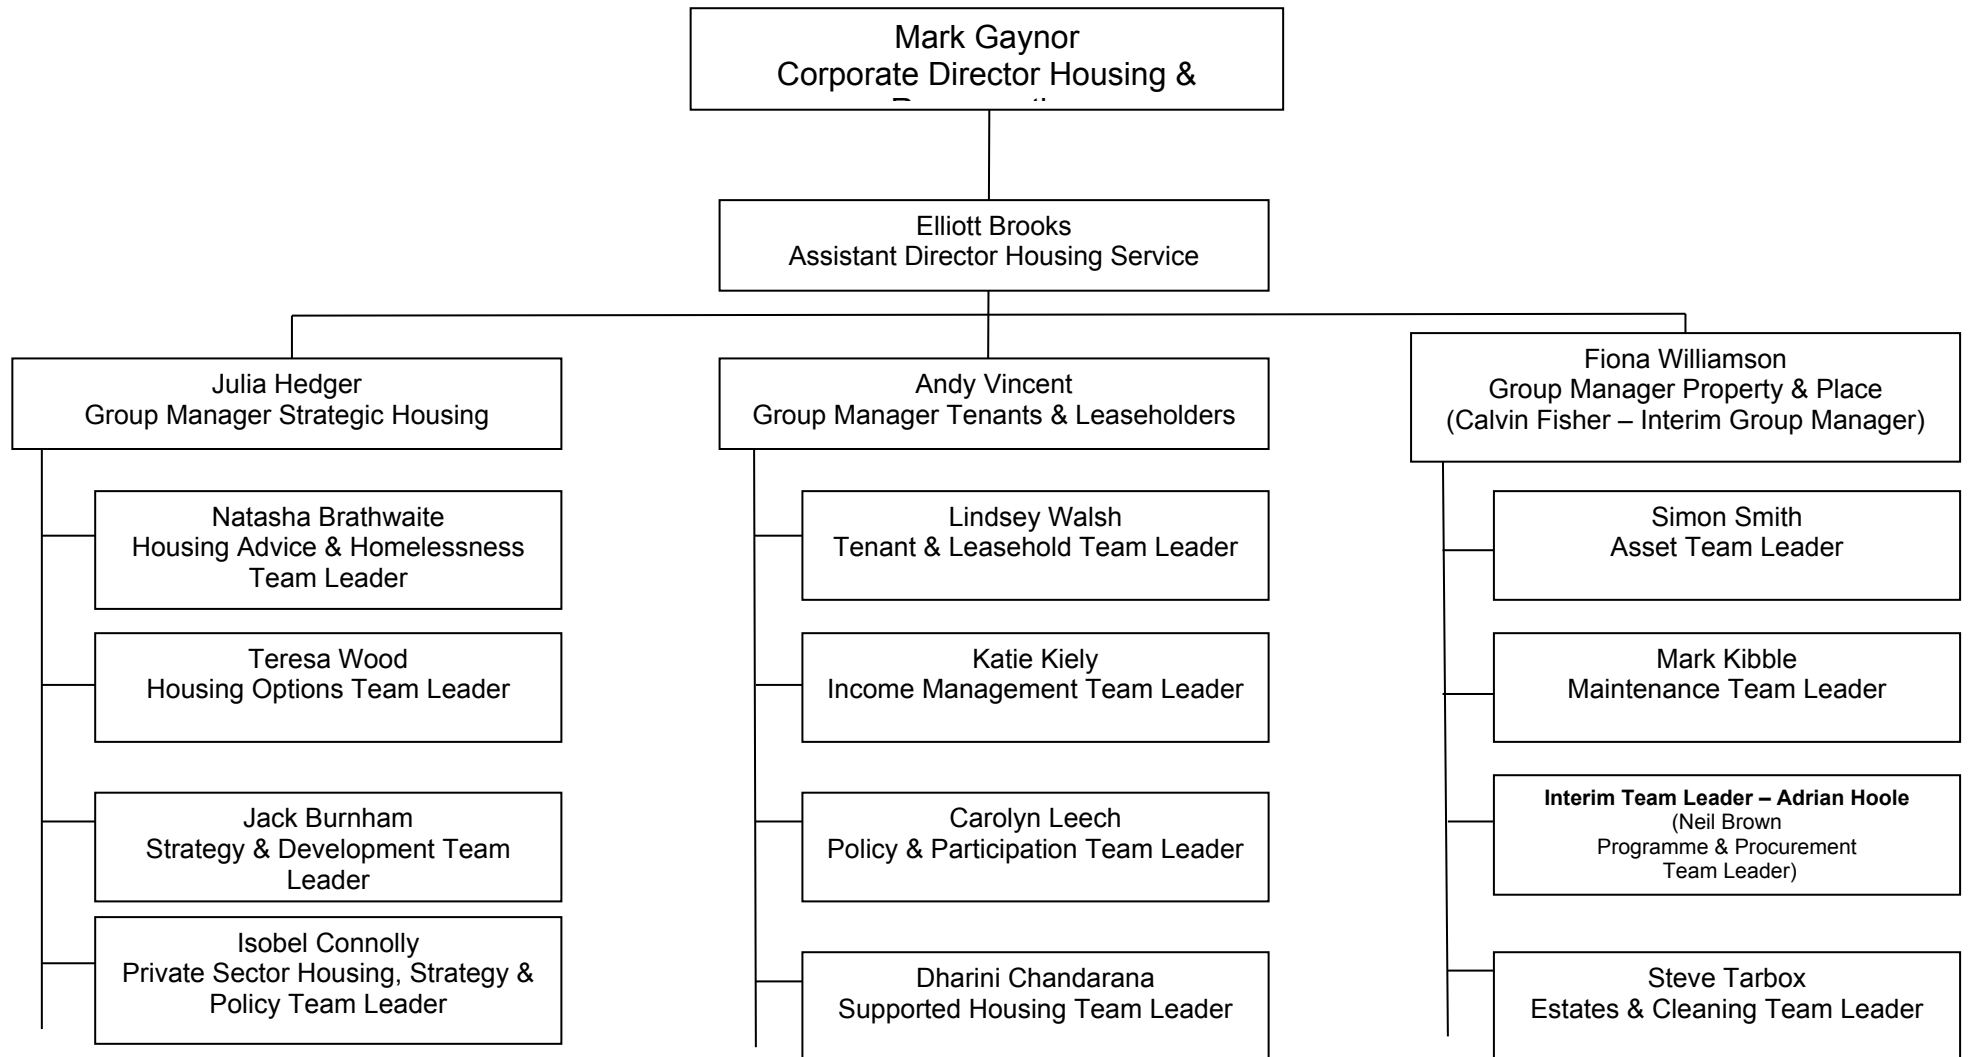 Mark Gaynor
Corporate Director Housing &
Elliott Brooks
Assistant Director Housing Service
Julia Hedger
Group Manager Strategic Housing
Andy Vincent
Group Manager Tenants & Leaseholders
Fiona Williamson
Group Manager Property & Place
(Calvin Fisher – Interim Group Manager)
Natasha Brathwaite
Housing Advice & Homelessness
Team Leader
Teresa Wood
Housing Options Team Leader
Jack Burnham
Strategy & Development Team
Leader
Isobel Connolly
Private Sector Housing, Strategy &
Policy Team Leader
Lindsey Walsh
Tenant & Leasehold Team Leader
Katie Kiely
Income Management Team Leader
Carolyn Leech
Policy & Participation Team Leader
Dharini Chandarana
Supported Housing Team Leader
Simon Smith
Asset Team Leader
Mark Kibble
Maintenance Team Leader
Interim Team Leader – Adrian Hoole
(Neil Brown
Programme & Procurement
Team Leader)
Steve Tarbox
Estates & Cleaning Team Leader